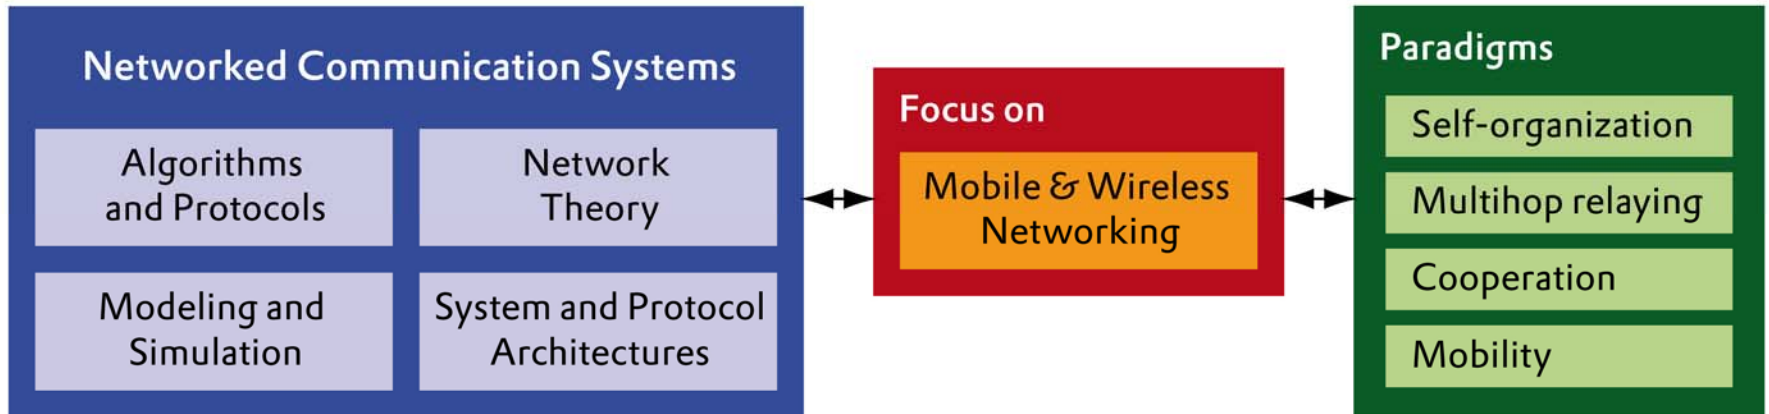 Networked Communication Systems
Algorithms
and Protocols
Network
Theory
Modeling and
Simulation
System and Protocol
Architectures
Focus on
Mobile & Wireless
Networking
Paradigms
Self-organization
Multihop relaying
Cooperation
Mobility